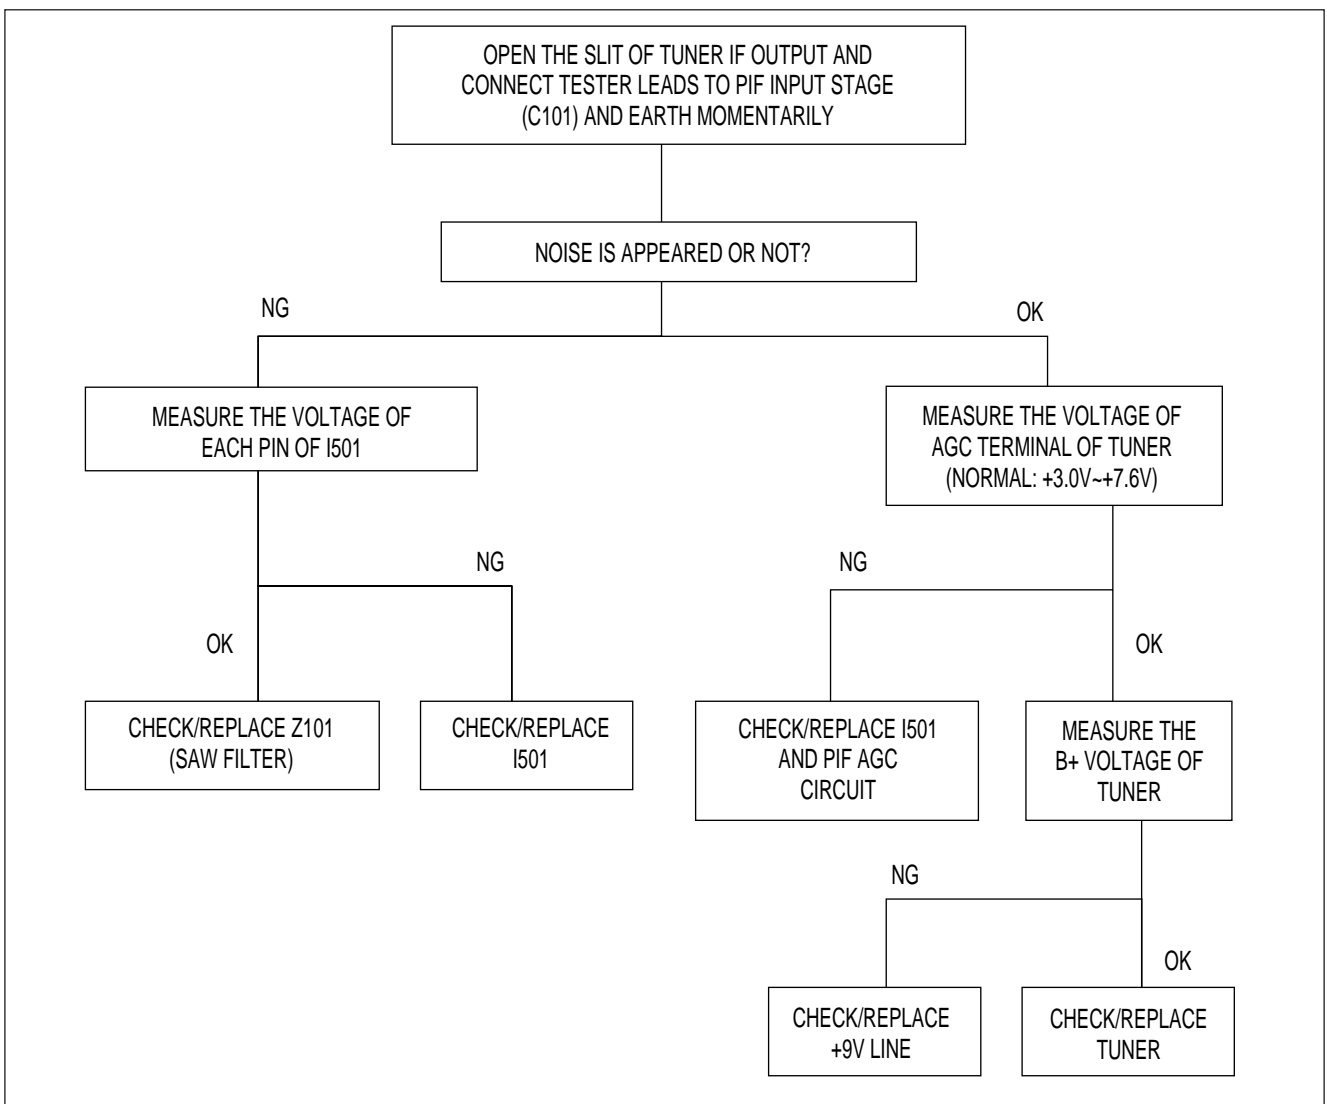 OPEN THE SLIT OF TUNER IF OUTPUT AND
CONNECT TESTER LEADS TO PIF INPUT STAGE
(C101) AND EARTH MOMENTARILY
NOISE IS APPEARED OR NOT?
NG
OK
MEASURE THE VOLTAGE OF
EACH PIN OF I501
MEASURE THE VOLTAGE OF
AGC TERMINAL OF TUNER
(NORMAL: +3.0V~+7.6V)
NG
NG
OK
OK
CHECK/REPLACE Z101
(SAW FILTER)
CHECK/REPLACE
I501
CHECK/REPLACE I501
AND PIF AGC
CIRCUIT
MEASURE THE
B+ VOLTAGE OF
TUNER
NG
OK
CHECK/REPLACE
+9V LINE
CHECK/REPLACE
TUNER